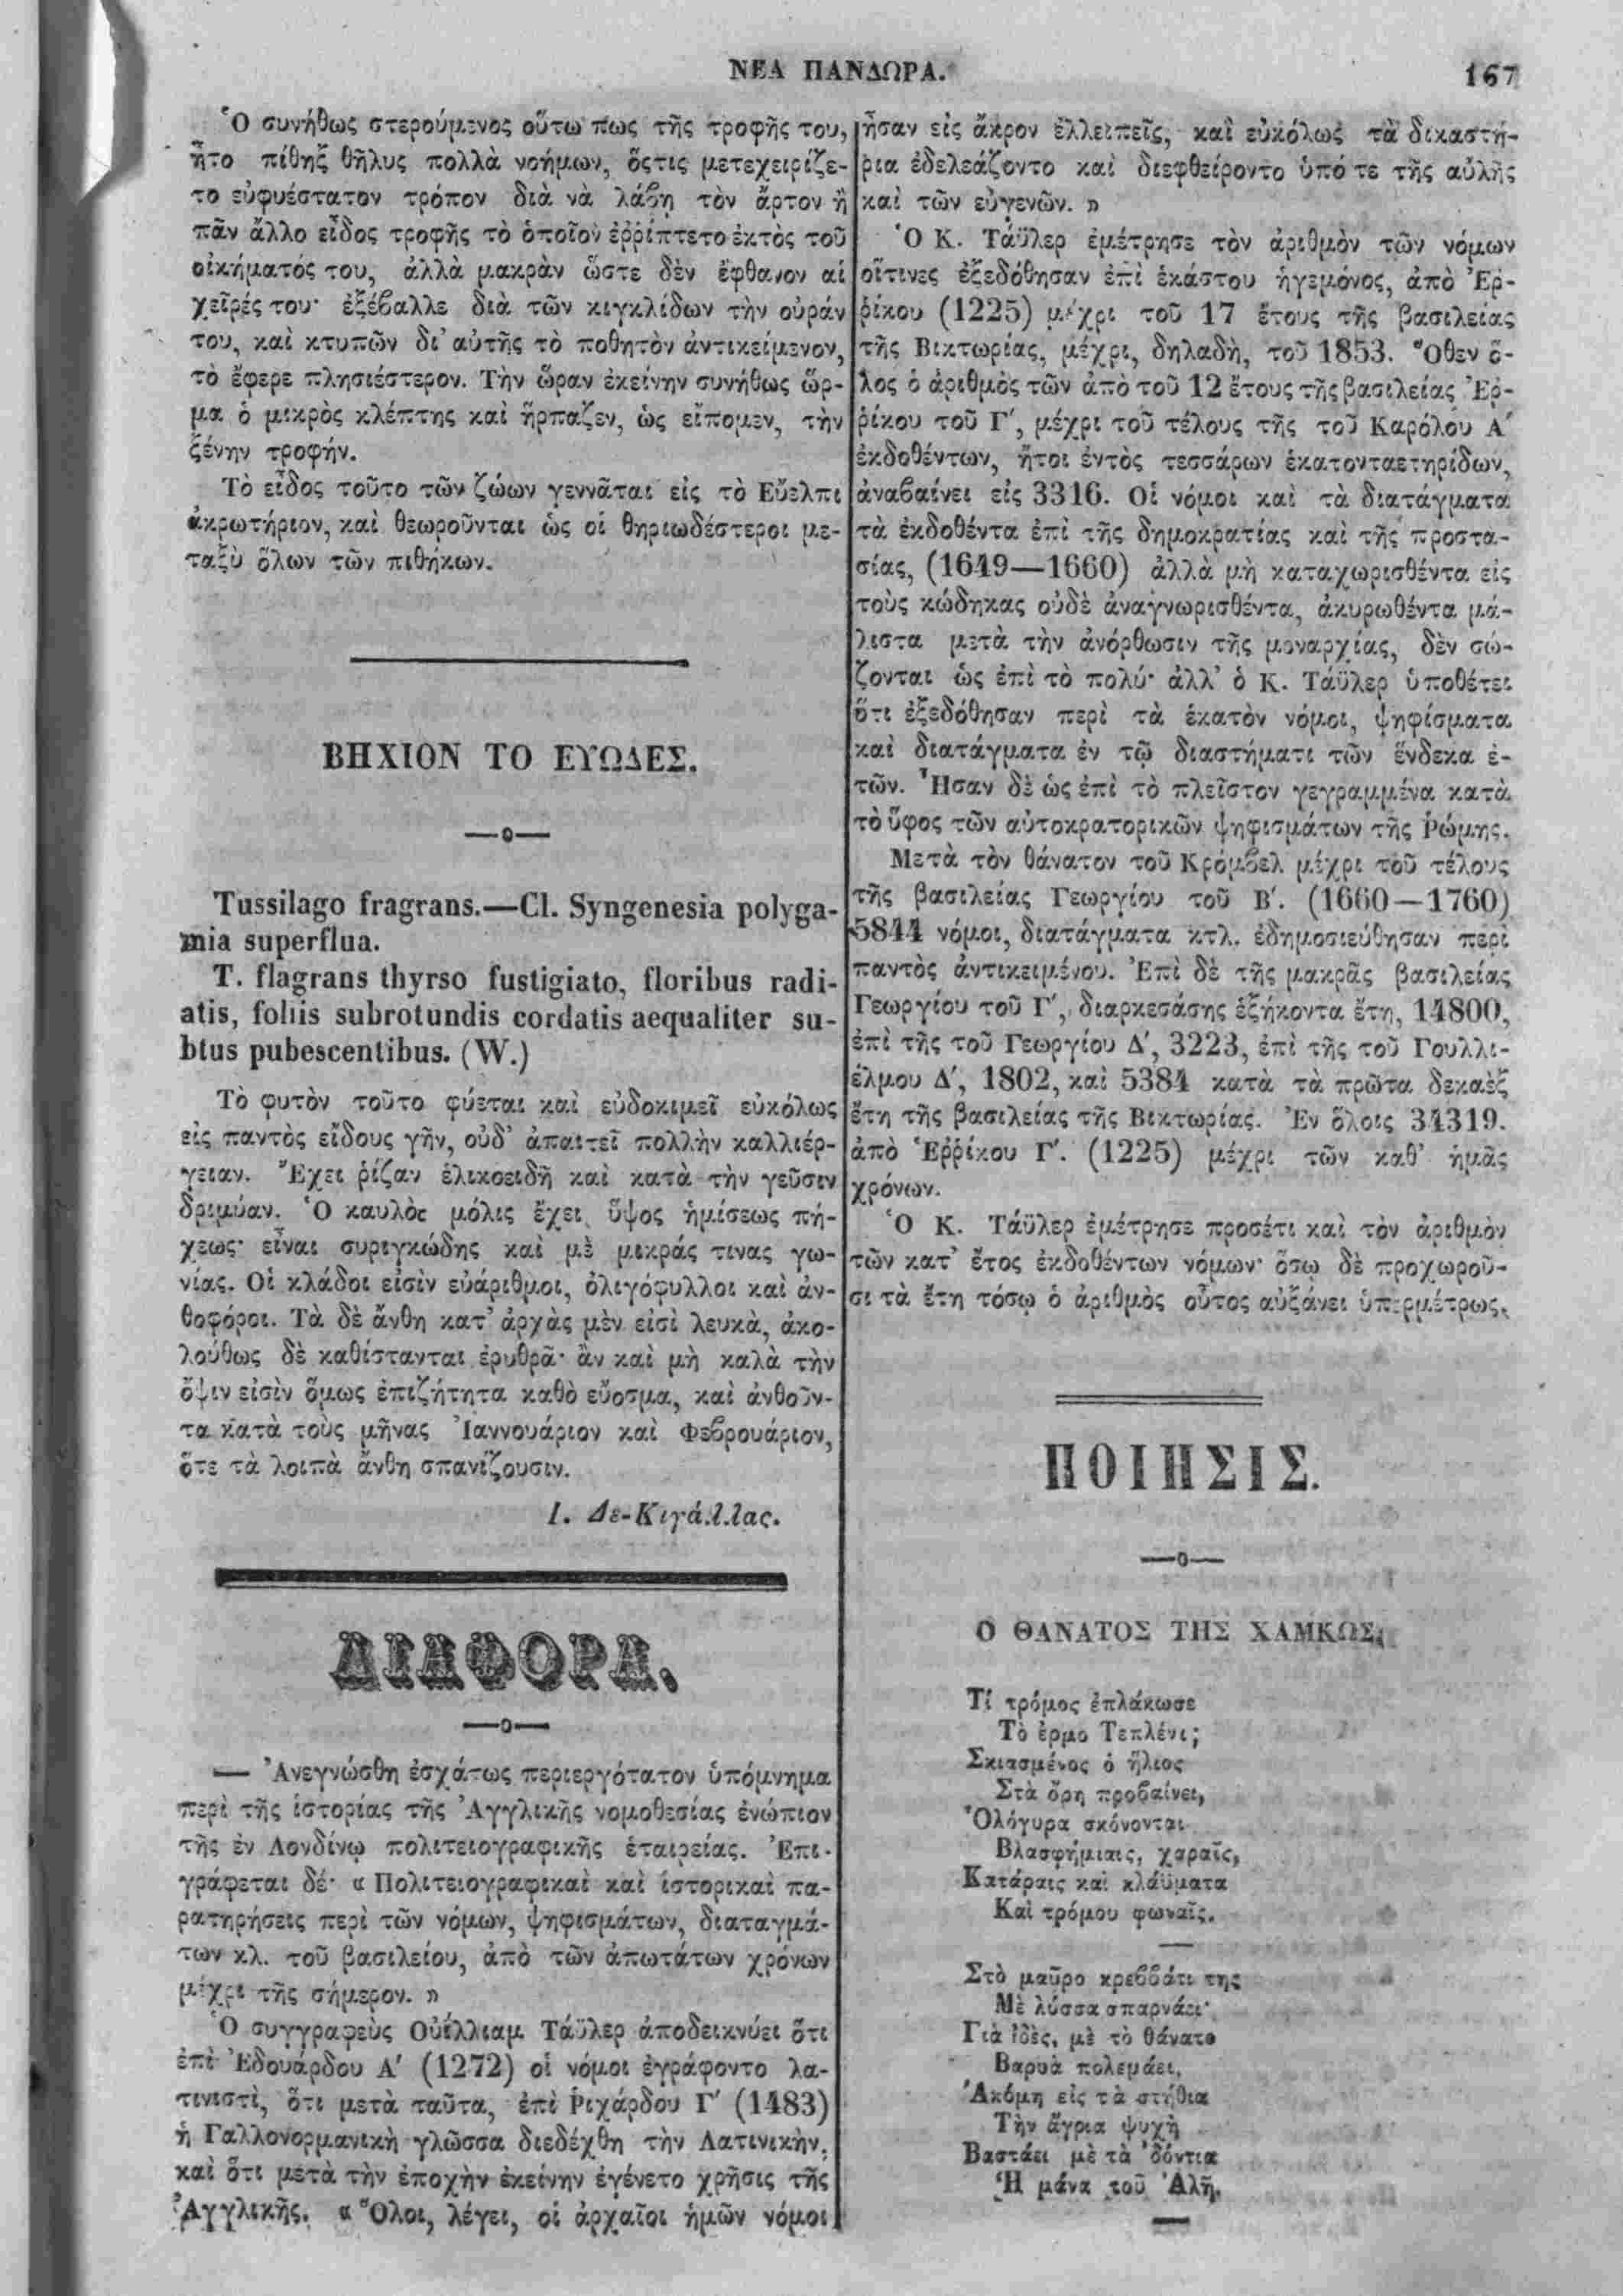 ΝΕΑ ΠΑΝΔΩΡΑ.
167
Ὁ συνήθως στερούμενος οὕτω πως τῆς τροφῆς του,
ἦτο πίθηξ θῆλυς πολλὰ νοήμων, ὅςτις μετεχειρίζε-
το εὐφυέστατον τρόπον διὰ νὰ λάβη τὸν ἄρτον ἢ
πᾶν ἄλλο εἶδος τροφῆς τὸ ὁποῖον ἐῤῥίπτετο ἐκτὸς τοῦ
οἰκήματός του, ἀλλὰ μακρὰν ὥστε δὲν ἔφθανον αἱ
χεῖρές του· ἐξέβαλλε διὰ τῶν κιγκλίδων τὴν οὐράν
του, καὶ κτυπῶν δι' αὐτῆς τὸ ποθητὸν ἀντικείμενον,
τὸ ἔφερε πλησιέστερον. Τὴν ὥραν ἐκείνην συνήθως ὥρ-
μα ὁ μικρὸς κλέπτης καὶ ἥρπαζεν, ὡς εἴπομεν, τὴν
ξένην τροφήν.
Τὸ εἶδος τοῦτο τῶν ζώων γεννᾶται εἰς τὸ Εὔελπι
ἀκρωτήριον, καὶ θεωροῦνται ὡς οἱ θηριωδέστεροι με-
ταξὺ ὅλων τῶν πιθήκων.
ΒΗΧΙΟΝ ΤΟ ΕΥΩΔΕΣ.
Tussilago fragrans.—Cl. Syngenesia polyga-
mia superflua.
T. flagrans thyrso fustigiato, floribus radi-
atis, foliis subrotundis cordatis aequaliter su-
btus pubescentibus. (W.)
Τὸ φυτὸν τοῦτο φύεται καὶ εὐδοκιμεῖ εὐκόλως
εἰς παντὸς εἴδους γῆν, οὐδ' ἀπαιτεῖ πολλὴν καλλιέρ-
γειαν. Ἔχει ῥίζαν ἑλικοειδῆ καὶ κατὰ τὴν γεῦσιν
δριμύαν. Ὁ καυλὸς μόλις ἔχει ὕψος ἡμίσεως πή-
χεως· εἶναι συριγκώδης καὶ μὲ μικράς τινας γω-
νίας. Οἱ κλάδοι εἰσὶν εὐάριθμοι, ὀλιγόφυλλοι καὶ ἀν-
θοφόροι. Τὰ δὲ ἄνθη κατ' ἀρχὰς μὲν εἰσὶ λευκὰ, ἀκο-
λούθως δὲ καθίστανται ἐρυθρᾶ· ἂν καὶ μὴ καλὰ τὴν
ὄψιν εἰσὶν ὅμως ἐπιζήτητα καθὸ εὔοσμα, καὶ ἀνθοῦν-
τα κατὰ τοὺς μῆνας Ἰαννουάριον καὶ Φεβρουάριον,
ὅτε τὰ λοιπὰ ἄνθη σπανίζουσιν.
Ι. Δε-Κιγάλλας.
ΔΙΑΦΟΡΑ.
— Ἀνεγνώσθη ἐσχάτως περιεργότατον ὑπόμνημα
περὶ τῆς ἱστορίας τῆς Ἀγγλικῆς νομοθεσίας ἐνώπιον
τῆς ἐν Λονδίνῳ πολιτειογραφικῆς ἑταιρείας. Ἐπι-
γράφεται δέ· « Πολιτειογραφικαὶ καὶ ἱστορικαὶ πα-
ρατηρήσεις περὶ τῶν νόμων, ψηφισμάτων, διαταγμά-
των κλ. τοῦ βασιλείου, ἀπὸ τῶν ἀπωτάτων χρόνων
μέχρι τῆς σήμερον. »
Ὁ συγγραφεὺς Οὐίλλιαμ Τάϋλερ ἀποδεικνύει ὅτι
ἐπὶ Ἐδουάρδου Α' (1272) οἱ νόμοι ἐγράφοντο λα-
τινιστὶ, ὅτι μετὰ ταῦτα, ἐπὶ Ῥιχάρδου Γ' (1483)
ἡ Γαλλονορμανικὴ γλῶσσα διεδέχθη τὴν Λατινικὴν,
καὶ ὅτι μετὰ τὴν ἐποχὴν ἐκείνην ἐγένετο χρῆσις τῆς
Ἀγγλικῆς. « Ὅλοι, λέγει, οἱ ἀρχαῖοι ἡμῶν νόμοι
ἦσαν εἰς ἄκρον ἐλλειπεῖς, καὶ εὐκόλως τὰ δικαστή-
ρια ἐδελεάζοντο καὶ διεφθείροντο ὑπό τε τῆς αὐλῆς
καὶ τῶν εὐγενῶν. »
Ὁ Κ. Τάϋλερ ἐμέτρησε τὸν ἀριθμὸν τῶν νόμων
οἵτινες ἐξεδόθησαν ἐπὶ ἑκάστου ἡγεμόνος, ἀπὸ Ἐρ-
ῥίκου (1225) μέχρι τοῦ 17 ἔτους τῆς βασιλείας
τῆς Βικτωρίας, μέχρι, δηλαδὴ, τοῦ 1853. Ὅθεν ὅ-
λος ὁ ἀριθμὸς τῶν ἀπὸ τοῦ 12 ἔτους τῆς βασιλείας Ἐρ-
ῥίκου τοῦ Γ', μέχρι τοῦ τέλους τῆς τοῦ Καρόλου Α'
ἐκδοθέντων, ἤτοι ἐντὸς τεσσάρων ἑκατονταετηρίδων,
ἀναβαίνει εἰς 3316. Οἱ νόμοι καὶ τὰ διατάγματα
τὰ ἐκδοθέντα ἐπὶ τῆς δημοκρατίας καὶ τῆς προστα-
σίας, (1649—1660) ἀλλὰ μὴ καταχωρισθέντα εἰς
τοὺς κώδηκας οὐδὲ ἀναγνωρισθέντα, ἀκυρωθέντα μά-
λιστα μετὰ τὴν ἀνόρθωσιν τῆς μοναρχίας, δὲν σώ-
ζονται ὡς ἐπὶ τὸ πολύ· ἀλλ' ὁ Κ. Τάϋλερ ὑποθέτει
ὅτι ἐξεδόθησαν περὶ τὰ ἑκατὸν νόμοι, ψηφίσματα
καὶ διατάγματα ἐν τῷ διαστήματι τῶν ἕνδεκα ἐ-
τῶν. Ἦσαν δὲ ὡς ἐπὶ τὸ πλεῖστον γεγραμμένα κατὰ
τὸ ὕφος τῶν αὐτοκρατορικῶν ψηφισμάτων τῆς Ῥώμης.
Μετὰ τὸν θάνατον τοῦ Κρόμβελ μέχρι τοῦ τέλους
τῆς βασιλείας Γεωργίου τοῦ Β'. (1660—1760)
5844 νόμοι, διατάγματα κτλ. ἐδημοσιεύθησαν περὶ
παντὸς ἀντικειμένου. Ἐπὶ δὲ τῆς μακρᾶς βασιλείας
Γεωργίου τοῦ Γ', διαρκεσάσης ἑξήκοντα ἔτη, 14800,
ἐπὶ τῆς τοῦ Γεωργίου Δ', 3223, ἐπὶ τῆς τοῦ Γουλλι-
έλμου Δ', 1802, καὶ 5384 κατὰ τὰ πρῶτα δεκαὲξ
ἔτη τῆς βασιλείας τῆς Βικτωρίας. Ἐν ὅλοις 34319.
ἀπὸ Ἑῤῥίκου Γ'. (1225) μέχρι τῶν καθ' ἡμᾶς
χρόνων.
Ὁ Κ. Τάϋλερ ἐμέτρησε προσέτι καὶ τὸν ἀριθμὸν
τῶν κατ' ἔτος ἐκδοθέντων νόμων· ὅσῳ δὲ προχωροῦ-
σι τὰ ἔτη τόσῳ ὁ ἀριθμὸς οὗτος αὐξάνει ὑπερμέτρως.
ΠΟΙΗΣΙΣ.
Ο ΘΑΝΑΤΟΣ ΤΗΣ ΧΑΜΚΩΣ.
Τί τρόμος ἐπλάκωσε
Τὸ ἔρμο Τεπλένι;
Σκιασμένος ὁ ἥλιος
Στὰ ὄρη προβαίνει,
Ὁλόγυρα σκόνονται
Βλασφήμιαις, χαραῖς,
Κατάραις καὶ κλάϋματα
Καὶ τρόμου φωναῖς.
Στὸ μαῦρο κρεββάτι της
Μὲ λύσσα σπαρνάει·
Γιὰ ἰδὲς, μὲ τὸ θάνατο
Βαρυὰ πολεμάει,
Ἀκόμη εἰς τὰ στήθια
Τὴν ἄγρια ψυχὴ
Βαστάει μὲ τὰ 'δόντια
Ἡ μάνα τοῦ Ἀλῆ.